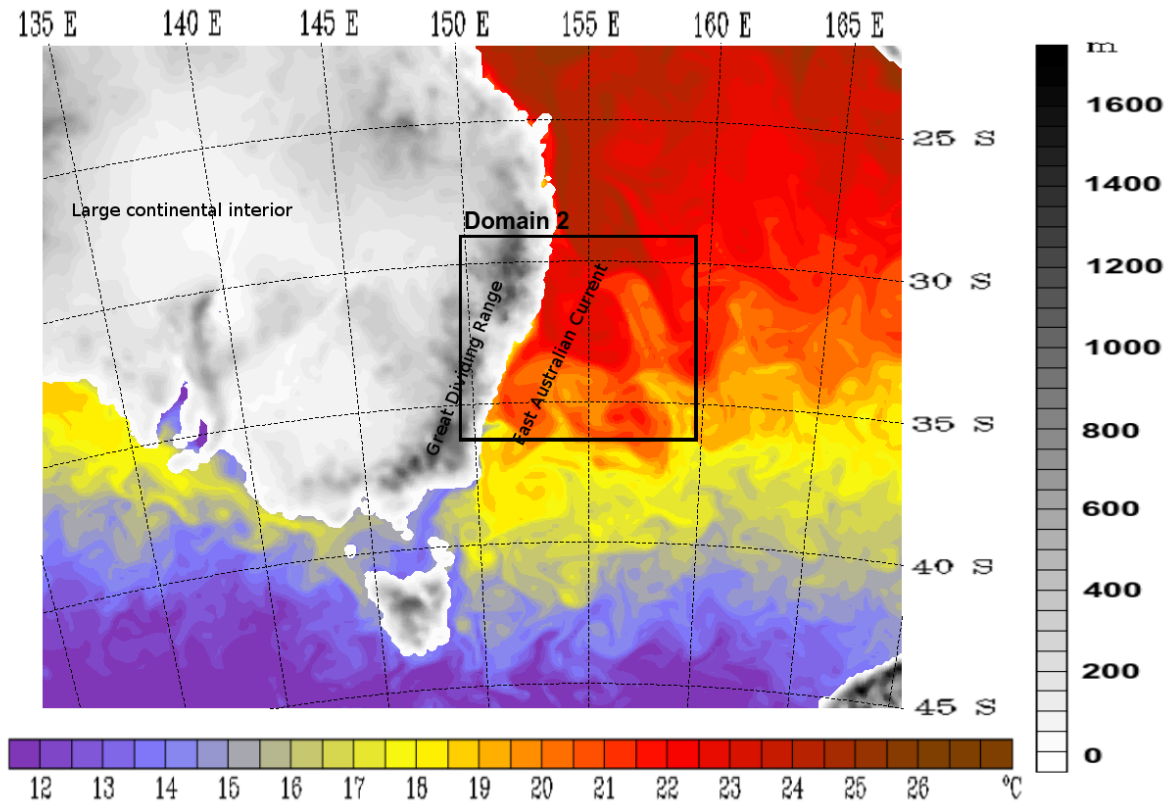 135 E 140 E 145 E 150 E 155 E 160 E 165 E
m
1600
25 S
1400
Large continental interior
Domain 2
1200
30 S
Great Dividing Range
East Australian Current
1000
35 S
800
600
40 S
400
200
45 S
0
12 13 14 15 16 17 18 19 20 21 22 23 24 25 26 °C